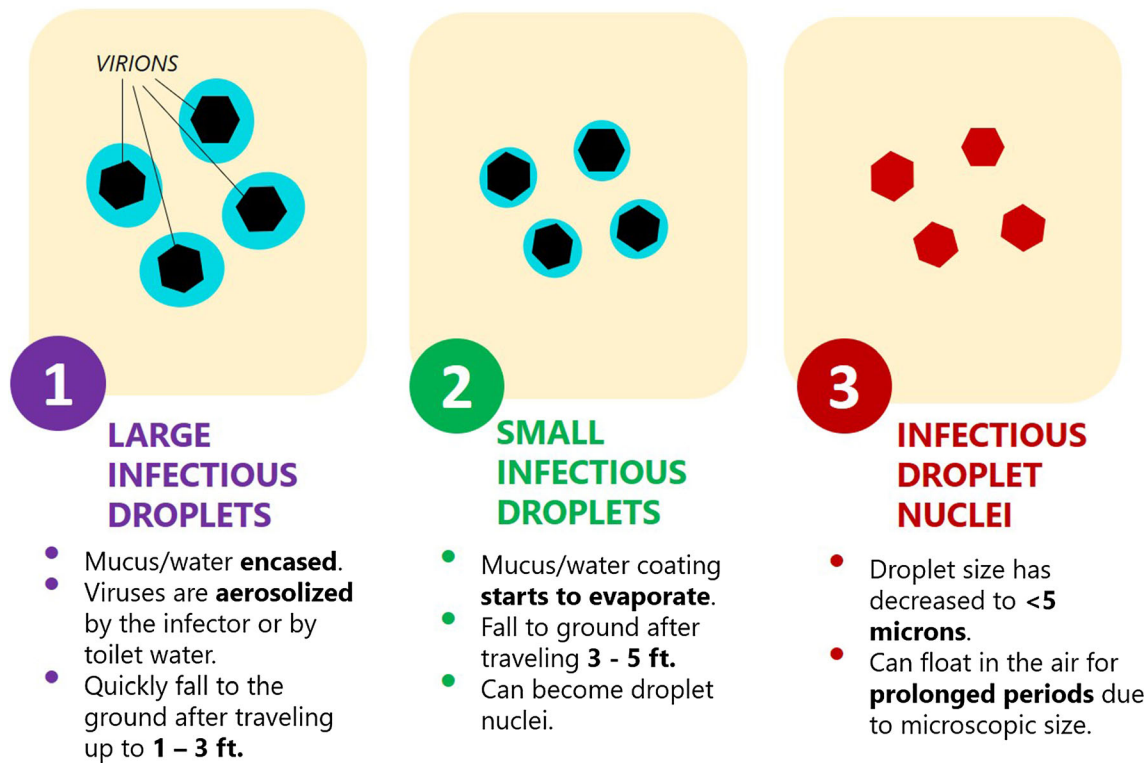 VIRIONS
1
LARGE
INFECTIOUS
DROPLETS
• Mucus/water encased.
• Viruses are aerosolized
by the infector or by
toilet water.
• Quickly fall to the
ground after traveling
up to 1 – 3 ft.
2
SMALL
INFECTIOUS
DROPLETS
• Mucus/water coating
starts to evaporate.
• Fall to ground after
traveling 3 - 5 ft.
• Can become droplet
nuclei.
3
INFECTIOUS
DROPLET
NUCLEI
• Droplet size has
decreased to <5
microns.
• Can float in the air for
prolonged periods due
to microscopic size.